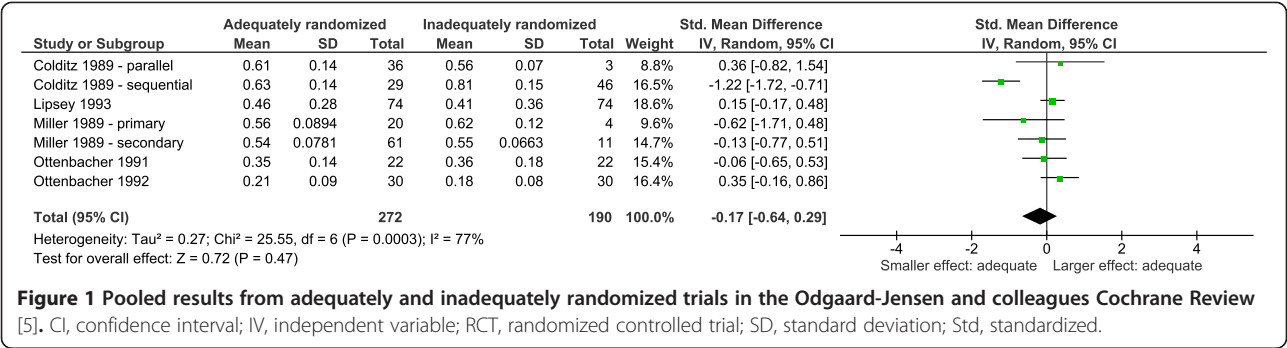 Adequately randomized Inadequately randomized Std. Mean Difference Std. Mean Difference
Study or Subgroup Mean SD Total Mean SD Total Weight IV, Random, 95% CI IV, Random, 95% CI
Colditz 1989 - parallel 0.61 0.14 36 0.56 0.07 3 8.8% 0.36 [-0.82, 1.54]
Colditz 1989 - sequential 0.63 0.14 29 0.81 0.15 46 16.5% -1.22 [-1.72, -0.71]
Lipsey 1993 0.46 0.28 74 0.41 0.36 74 18.6% 0.15 [-0.17, 0.48]
Miller 1989 - primary 0.56 0.0894 20 0.62 0.12 4 9.6% -0.62 [-1.71, 0.48]
Miller 1989 - secondary 0.54 0.0781 61 0.55 0.0663 11 14.7% -0.13 [-0.77, 0.51]
Ottenbacher 1991 0.35 0.14 22 0.36 0.18 22 15.4% -0.06 [-0.65, 0.53]
Ottenbacher 1992 0.21 0.09 30 0.18 0.08 30 16.4% 0.35 [-0.16, 0.86]
Total (95% CI) 272 190 100.0% -0.17 [-0.64, 0.29]
Heterogeneity: Tau² = 0.27; Chi² = 25.55, df = 6 (P = 0.0003); I² = 77%
Test for overall effect: Z = 0.72 (P = 0.47)
-4 -2 0 2 4
Smaller effect: adequate Larger effect: adequate
Figure 1 Pooled results from adequately and inadequately randomized trials in the Odgaard-Jensen and colleagues Cochrane Review
[5]. CI, confidence interval; IV, independent variable; RCT, randomized controlled trial; SD, standard deviation; Std, standardized.